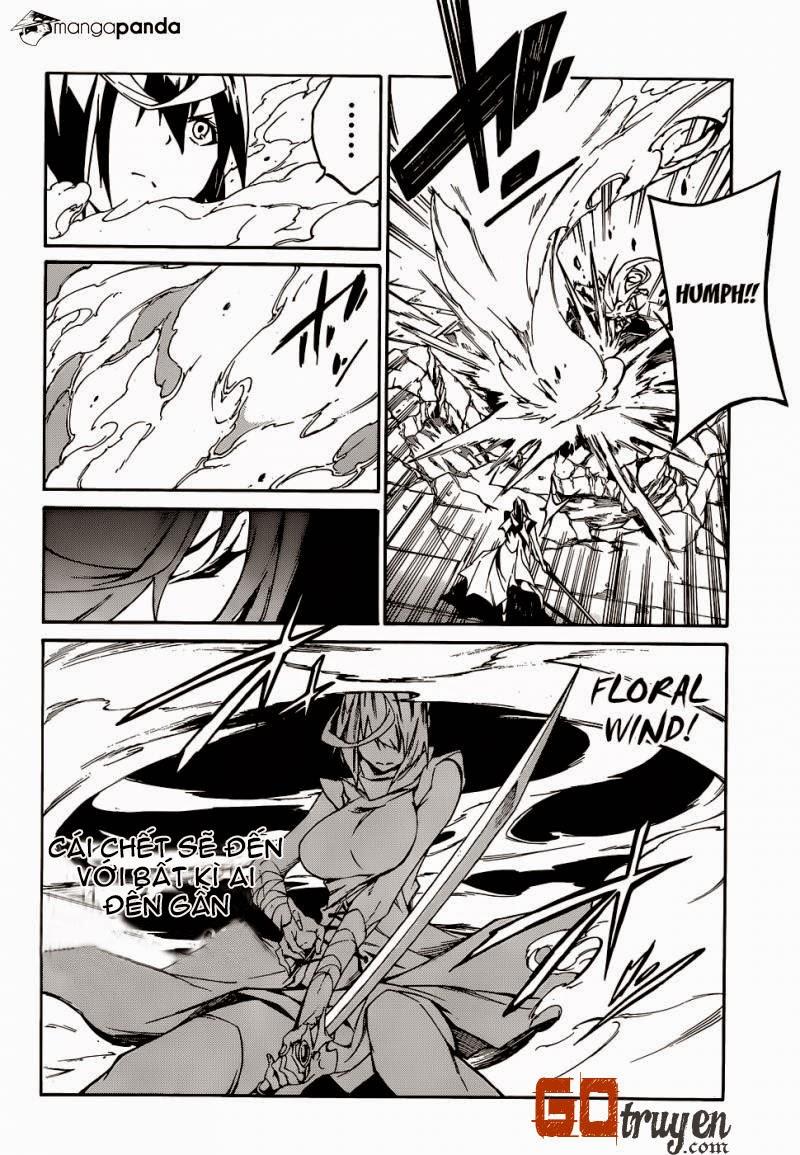 mangapanda
.......
HUMPH!!
FLORAL
WIND!
CÁI CHẾT SẼ ĐẾN
VỚI BẤT KÌ AI
ĐẾN GẦN
GOtruyen
.com